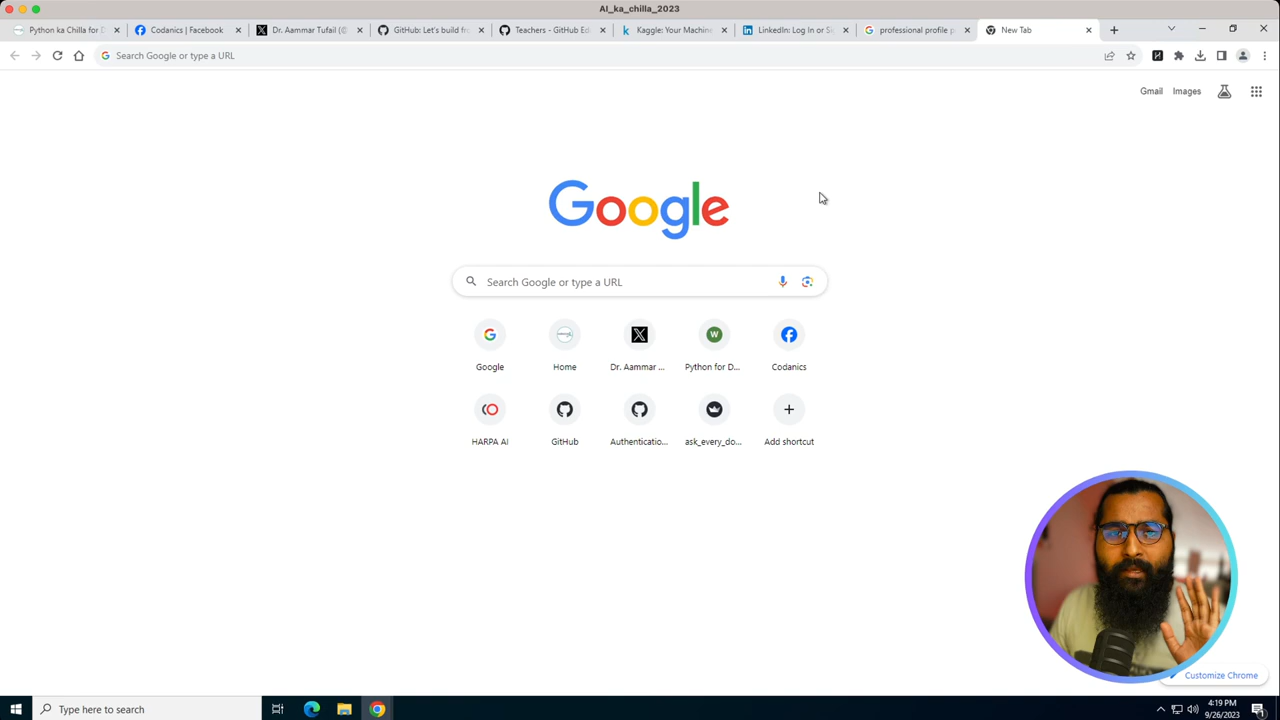 AI_ka_chilla_2023
Python ka Chilla for D
Codanics | Facebook
Dr. Aammar Tufail (@
GitHub: Let's build fro
Teachers - GitHub Edu
Kaggle: Your Machine
LinkedIn: Log In or Si
professional profile p
New Tab
Search Google or type a URL
Gmail
Images
Google
Search Google or type a URL
Google
Home
Dr. Aammar ...
Python for D...
Codanics
HARPA AI
GitHub
Authenticatio...
ask_every_do...
Add shortcut
Customize Chrome
Type here to search
4:19 PM
9/26/2023